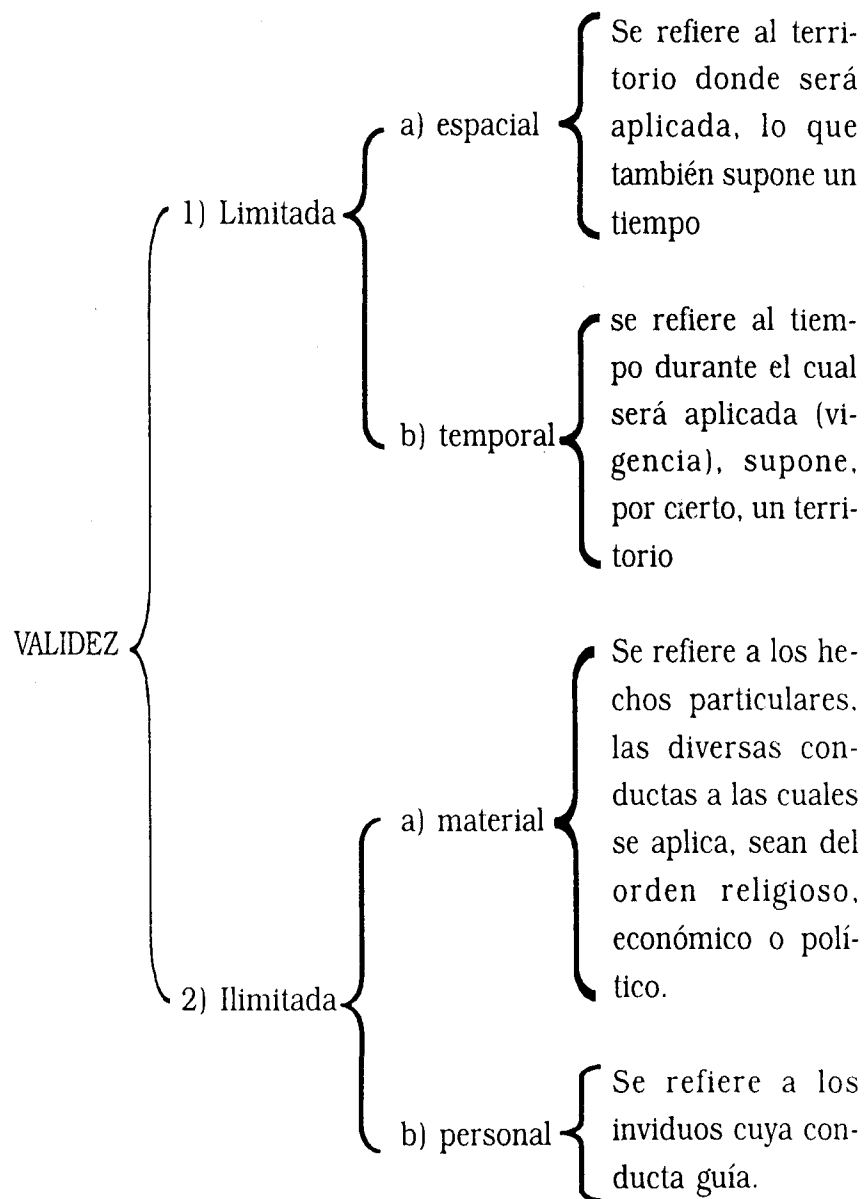 VALIDEZ
1) Limitada
a) espacial
Se refiere al terri-
torio donde será
aplicada, lo que
también supone un
tiempo
b) temporal
se refiere al tiem-
po durante el cual
será aplicada (vi-
gencia), supone,
por cierto, un terri-
torio
2) Ilimitada
a) material
Se refiere a los he-
chos particulares,
las diversas con-
ductas a las cuales
se aplica, sean del
orden religioso,
económico o polí-
tico.
b) personal
Se refiere a los
inviduos cuya con-
ducta guía.